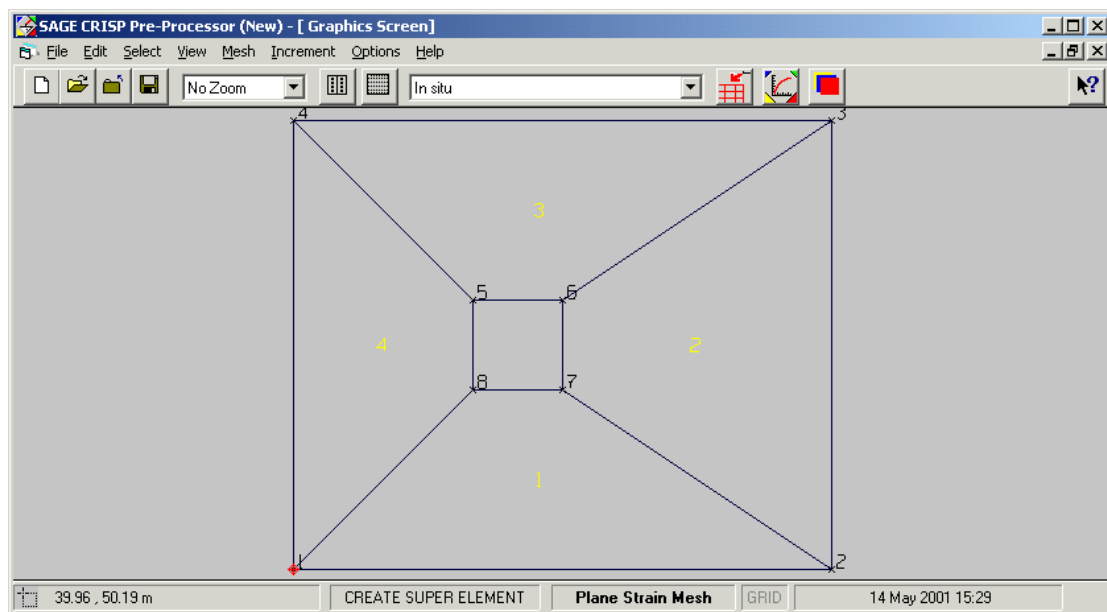 SAGE CRISP Pre-Processor (New) - [ Graphics Screen]
File Edit Select View Mesh Increment Options Help
No Zoom In situ
4 3
3
5 6
4 2
8 7
1
1 2
39.96 , 50.19 m CREATE SUPER ELEMENT Plane Strain Mesh GRID 14 May 2001 15:29